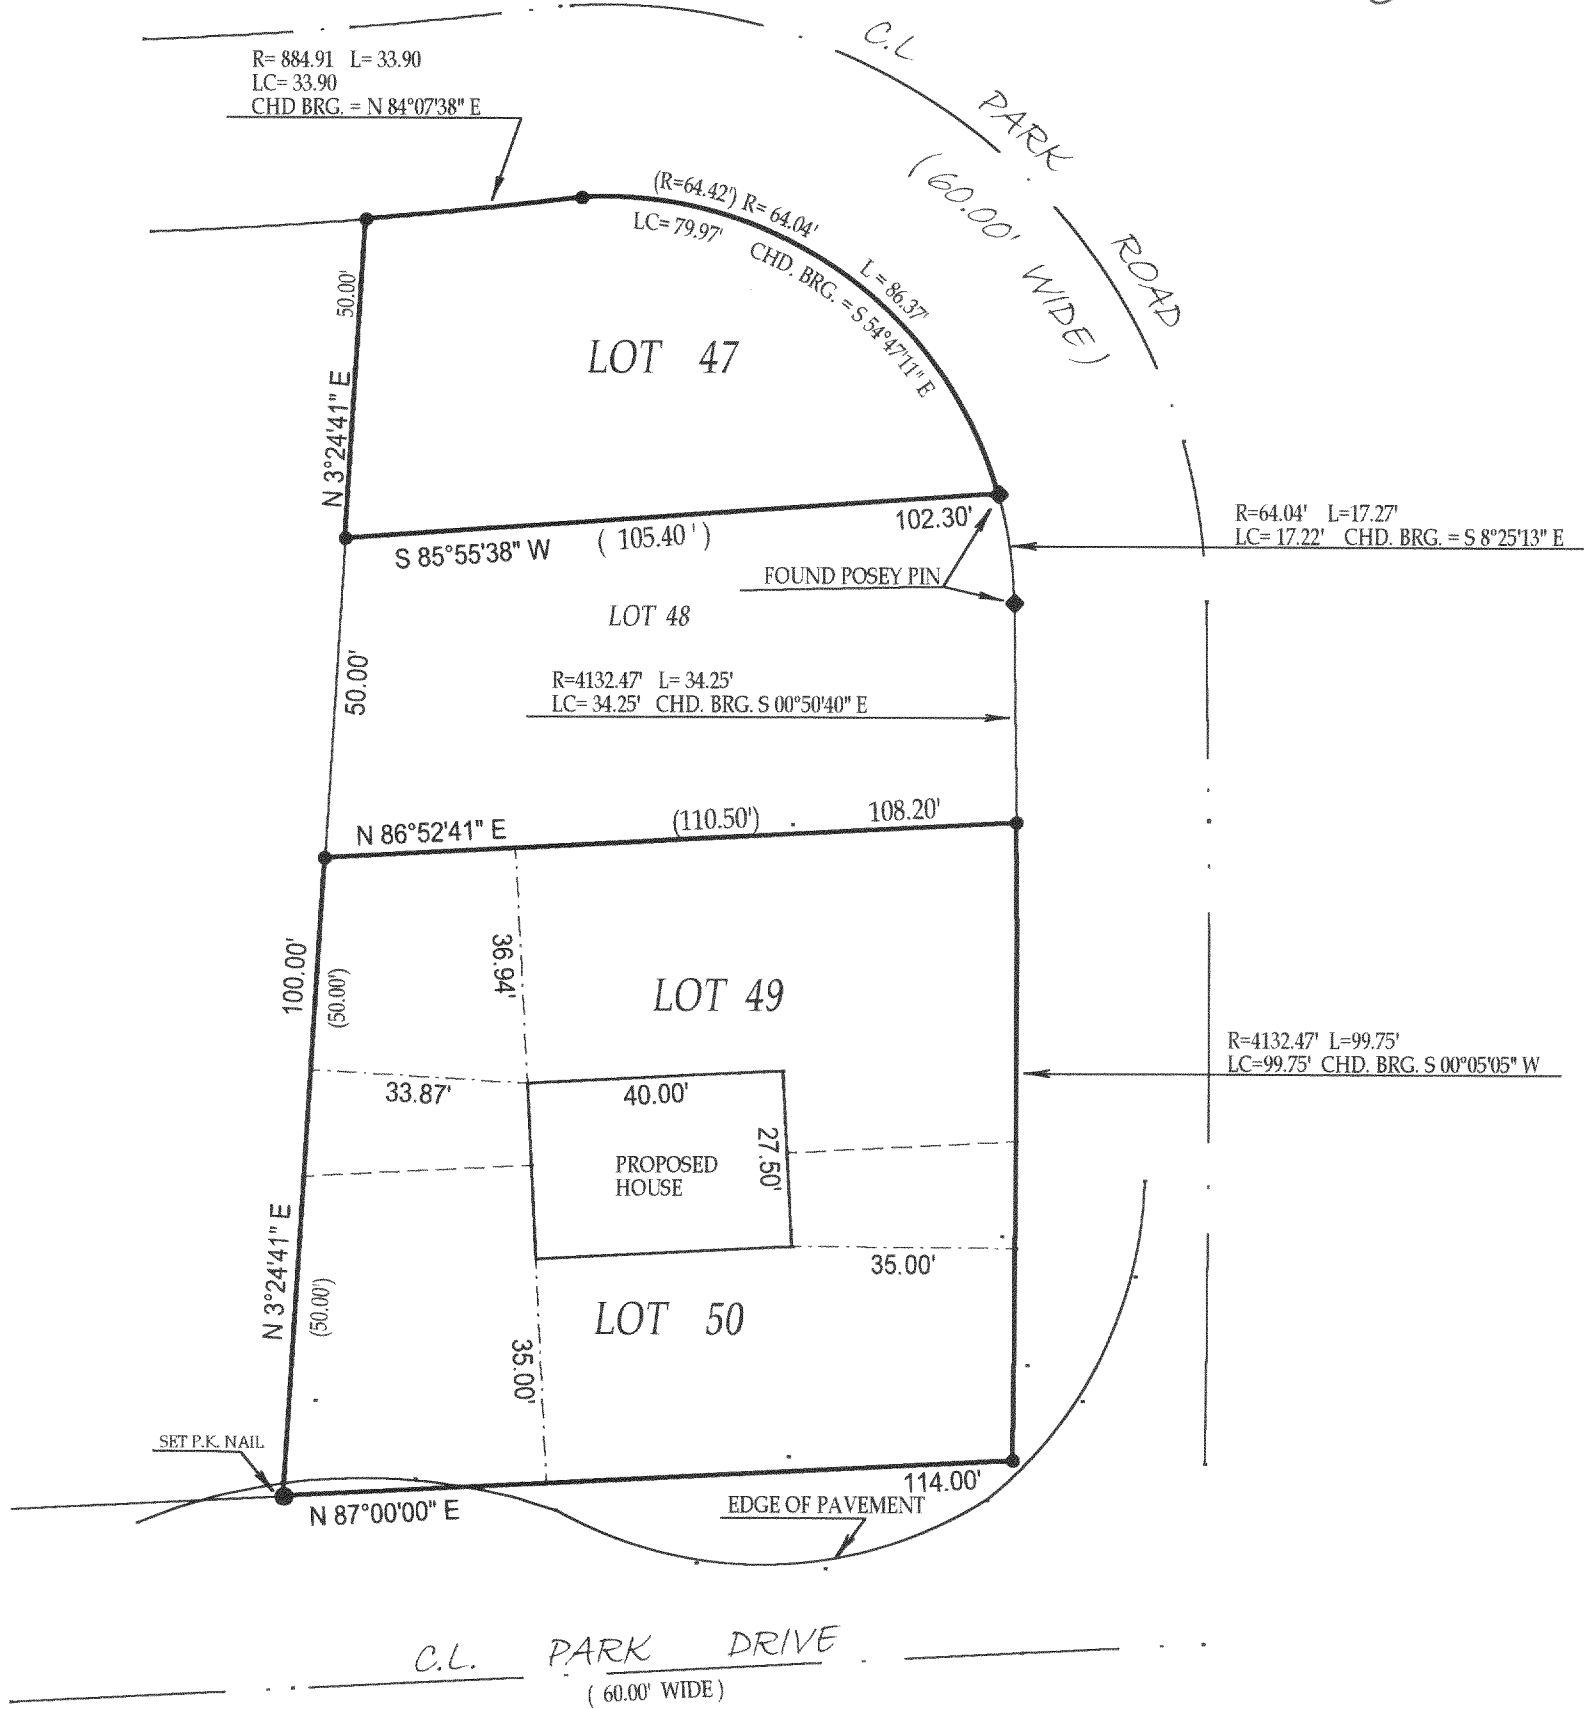 C.L PARK ROAD
(60.00' WIDE)
R= 884.91 L= 33.90
LC= 33.90
CHD BRG. = N 84°07'38" E
(R=64.42') R= 64.04' L = 86.37'
LC= 79.97' CHD. BRG. = S 54°47'11" E
50.00'
N 3°24'41" E
LOT 47
S 85°55'38" W
( 105.40 ' )
102.30'
R=64.04' L=17.27'
LC= 17.22' CHD. BRG. = S 8°25'13" E
FOUND POSEY PIN
LOT 48
50.00'
R=4132.47' L= 34.25'
LC= 34.25' CHD. BRG. S 00°50'40" E
N 86°52'41" E
(110.50')
108.20'
100.00'
(50.00')
36.94'
LOT 49
33.87'
40.00'
R=4132.47' L=99.75'
LC=99.75' CHD. BRG. S 00°05'05" W
27.50'
PROPOSED
HOUSE
N 3°24'41" E
(50.00')
35.00'
LOT 50
35.00'
SET P.K. NAIL
N 87°00'00" E
114.00'
EDGE OF PAVEMENT
C.L. PARK DRIVE
( 60.00' WIDE )